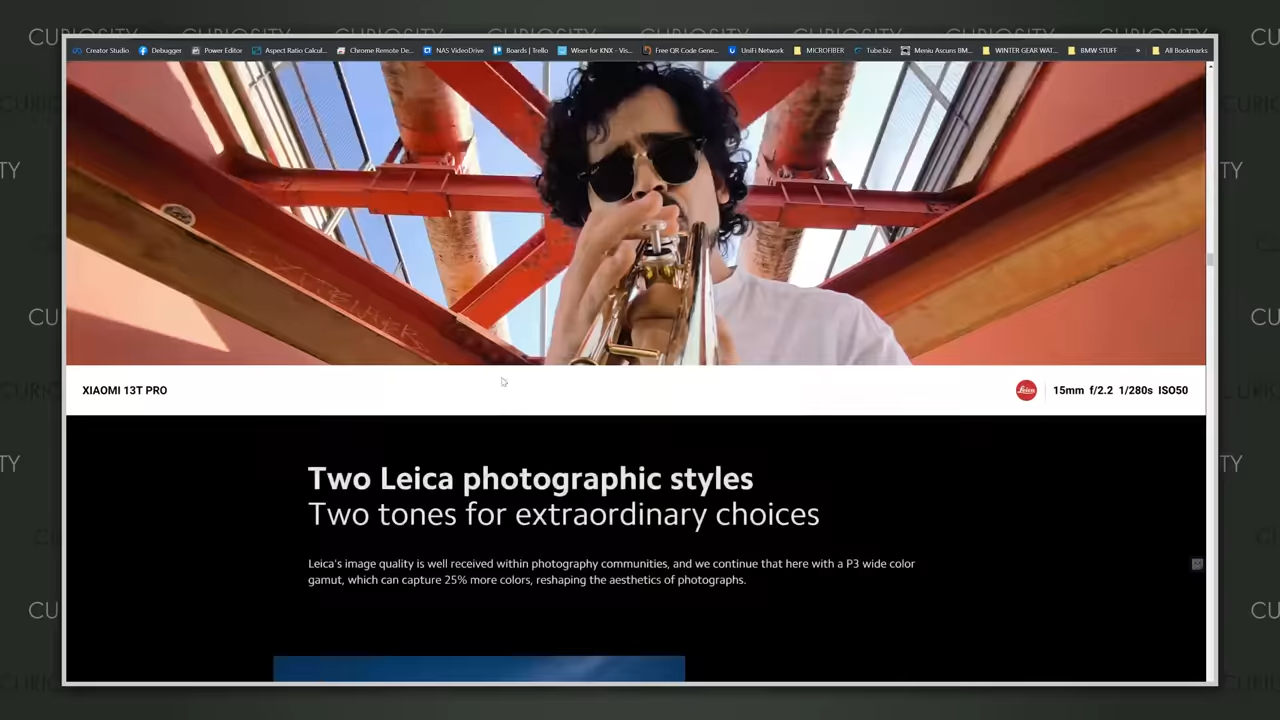 CURIOSITY
Creator Studio
Debugger
Power Editor
Aspect Ratio Calcul...
Chrome Remote De...
NAS VideoDrive
Boards | Trello
Wiser for KNX - Vis...
Free QR Code Gene...
UniFi Network
MICROFIBER
Tube.biz
Meniu Ascuns BM...
WINTER GEAR WAT...
BMW STUFF
»
All Bookmarks
XIAOMI 13T PRO
Leica
15mm f/2.2 1/280s ISO50
Two Leica photographic styles
Two tones for extraordinary choices
Leica's image quality is well received within photography communities, and we continue that here with a P3 wide color
gamut, which can capture 25% more colors, reshaping the aesthetics of photographs.